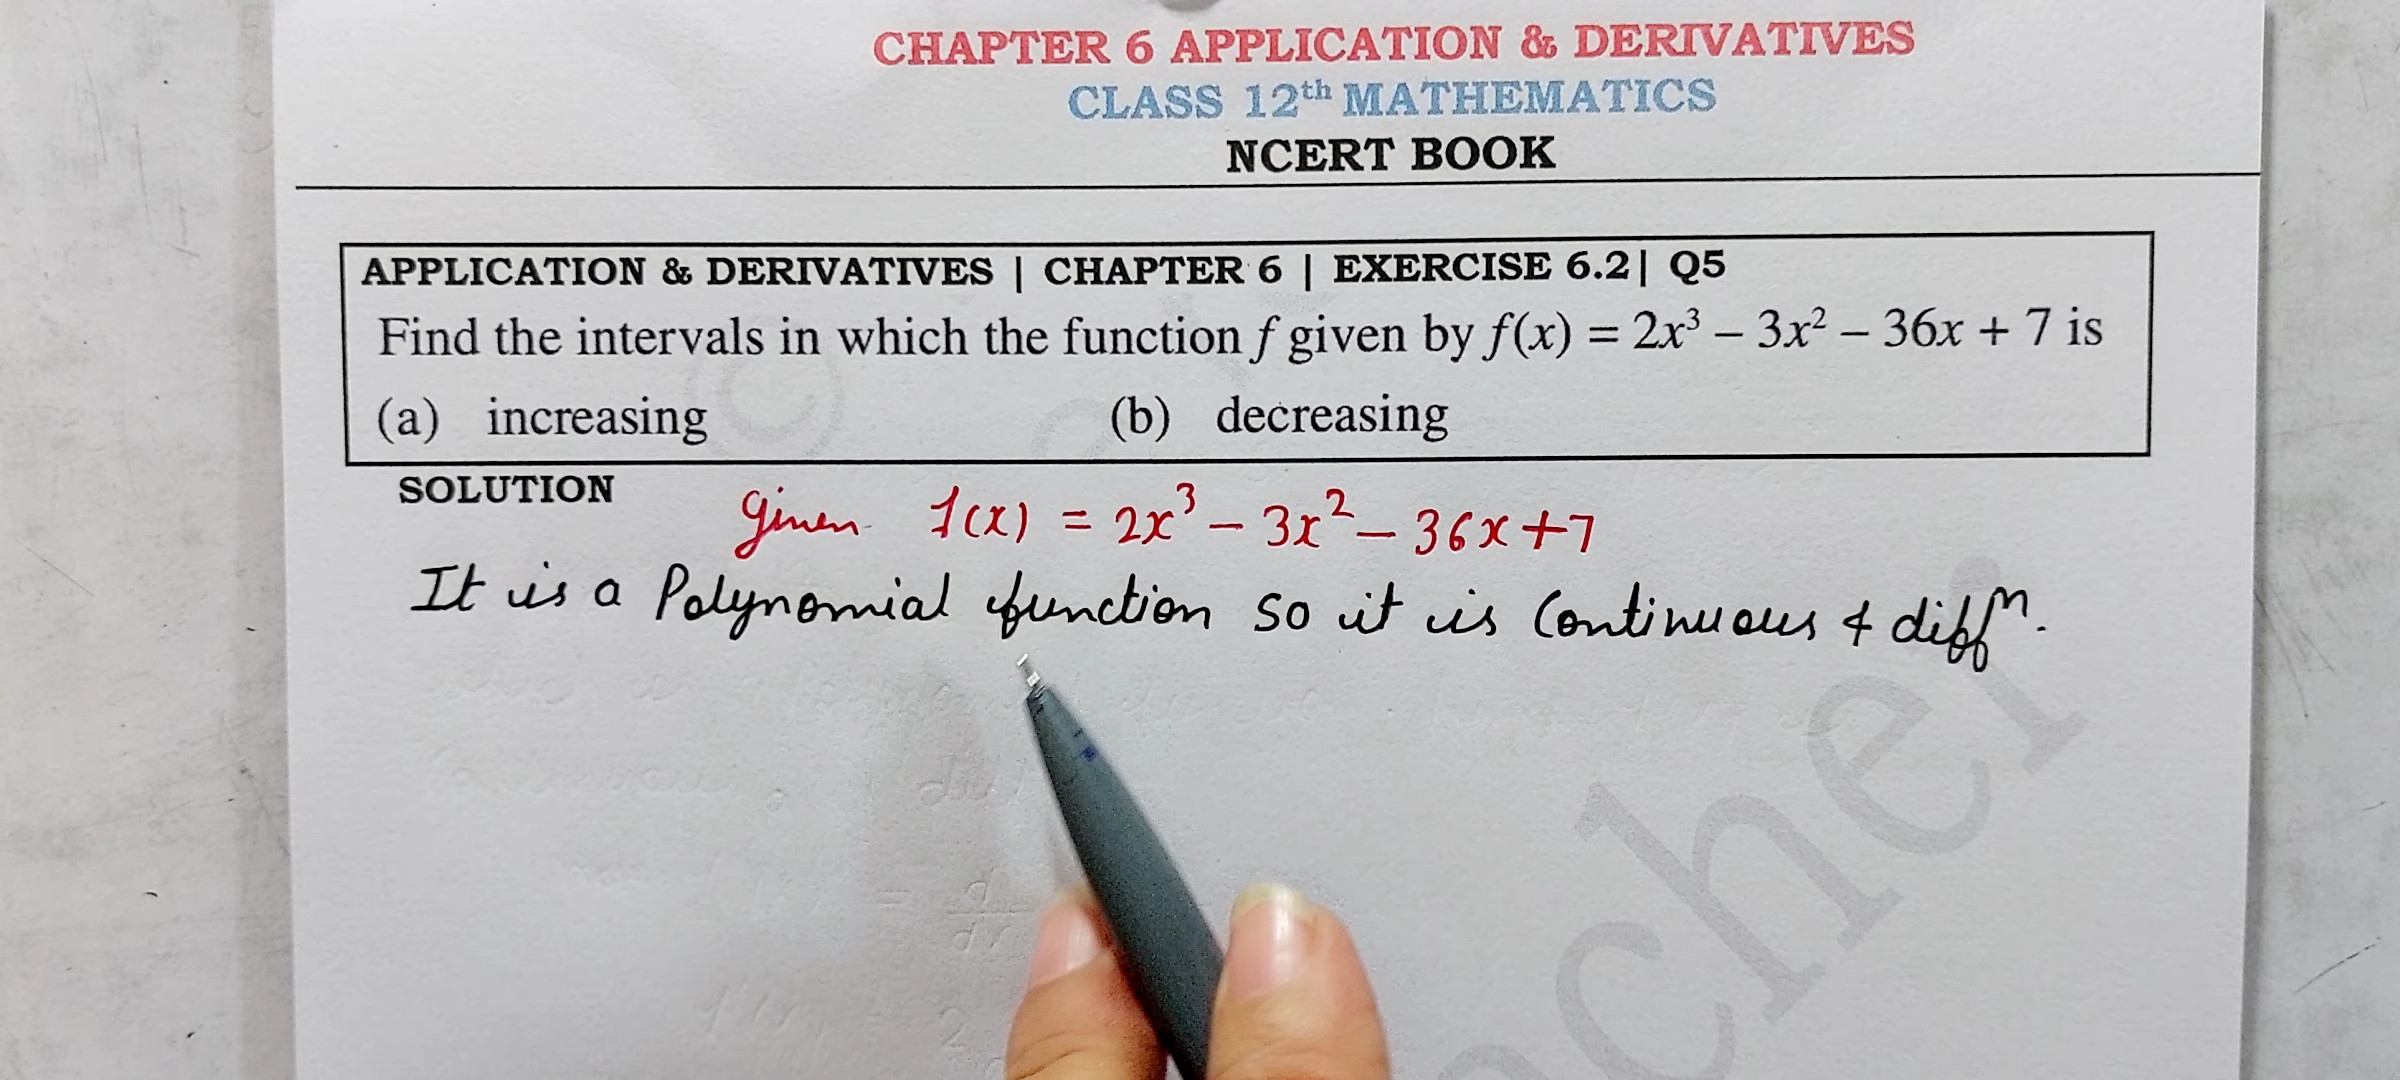 CHAPTER 6 APPLICATION & DERIVATIVES
CLASS 12th MATHEMATICS
NCERT BOOK
APPLICATION & DERIVATIVES | CHAPTER 6 | EXERCISE 6.2| Q5
Find the intervals in which the function f given by f(x) = 2x³ – 3x² – 36x + 7 is
(a) increasing (b) decreasing
SOLUTION Given f(x) = 2x³ – 3x² – 36x + 7
It is a Polynomial function so it is Continuous & diffⁿ.
cher